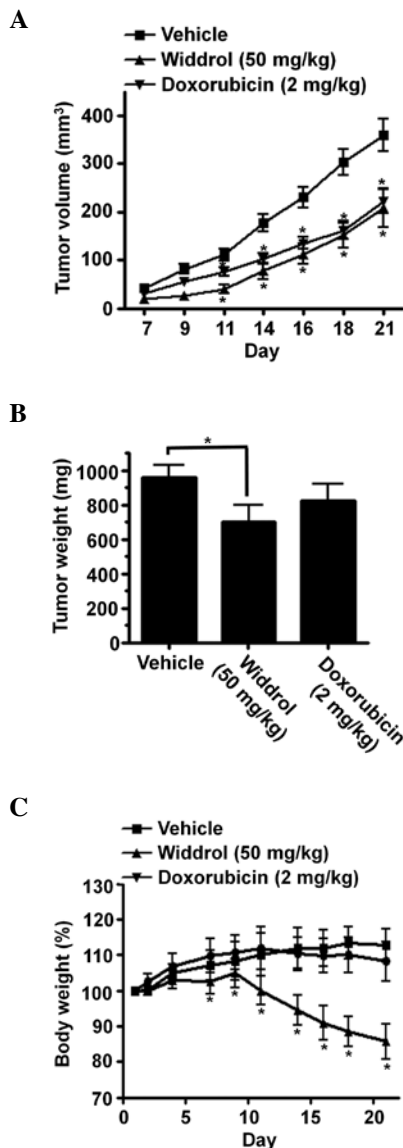 A
Vehicle
Widdrol (50 mg/kg)
Doxorubicin (2 mg/kg)
Tumor volume (mm³)
400
300
200
100
0
* * * * *
* * * * *
7 9 11 14 16 18 21
Day
B
*
Tumor weight (mg)
1000
800
600
400
200
0
Vehicle
Widdrol
(50 mg/kg)
Doxorubicin
(2 mg/kg)
C
Vehicle
Widdrol (50 mg/kg)
Doxorubicin (2 mg/kg)
Body weight (%)
130
120
110
100
90
80
70
* * * * * * *
0 5 10 15 20
Day